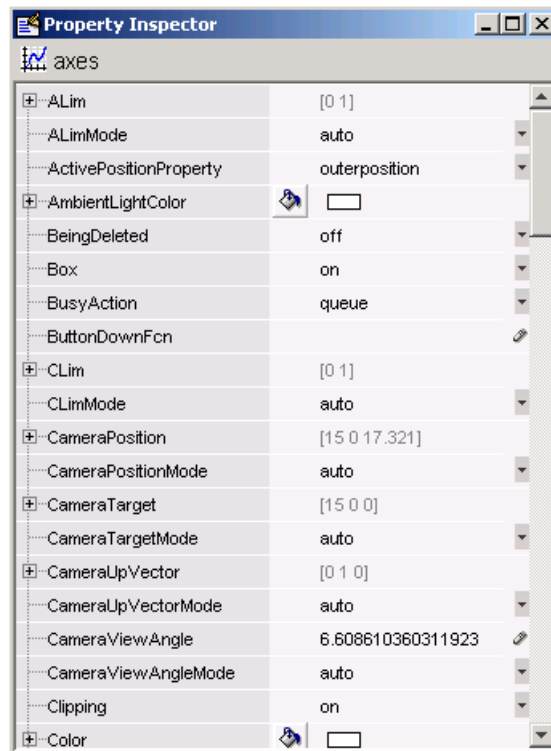 Property Inspector
axes
ALim [0 1]
ALimMode auto
ActivePositionProperty outerposition
AmbientLightColor
BeingDeleted off
Box on
BusyAction queue
ButtonDownFcn
CLim [0 1]
CLimMode auto
CameraPosition [15 0 17.321]
CameraPositionMode auto
CameraTarget [15 0 0]
CameraTargetMode auto
CameraUpVector [0 1 0]
CameraUpVectorMode auto
CameraViewAngle 6.608610360311923
CameraViewAngleMode auto
Clipping on
Color